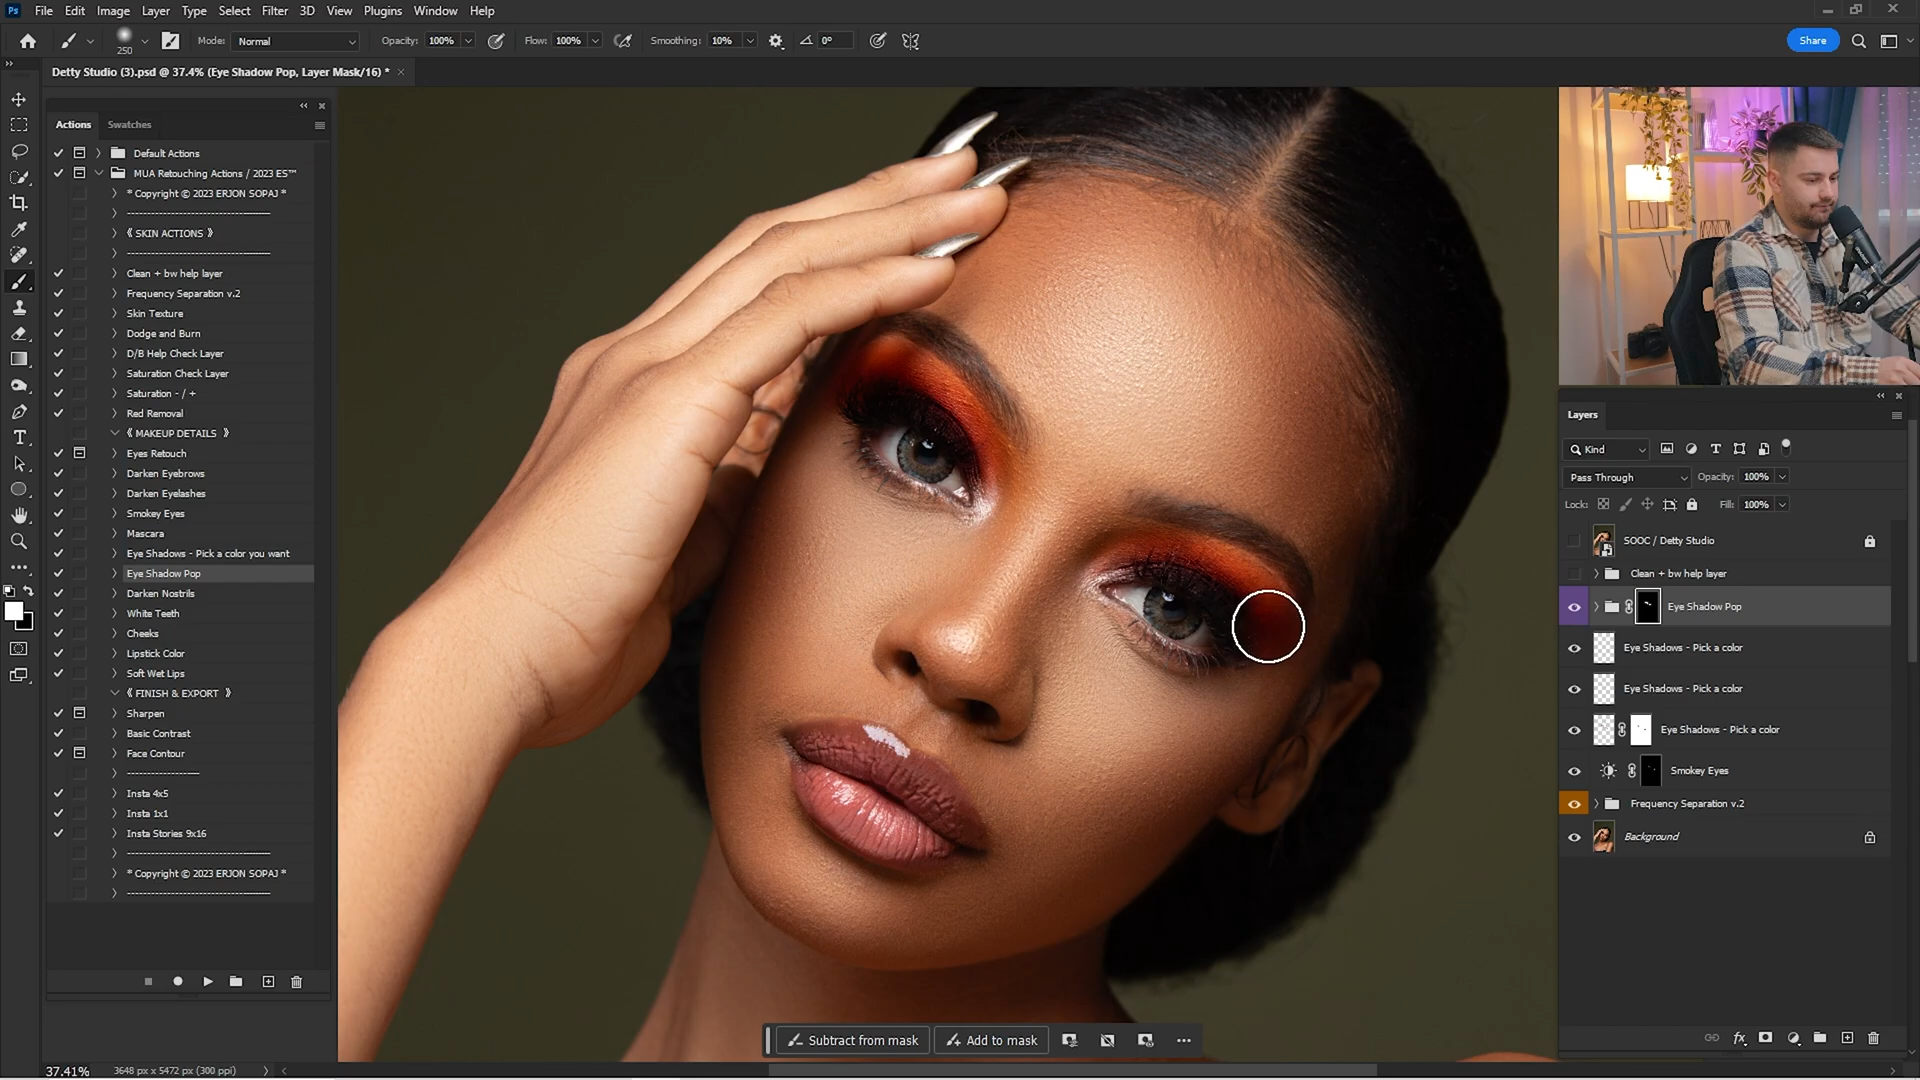 Ps File Edit Image Layer Type Select Filter 3D View Plugins Window Help
250 Mode: Normal Opacity: 100% Flow: 100% Smoothing: 10% 0° Share
Detty Studio (3).psd @ 37.4% (Eye Shadow Pop, Layer Mask/16) * ×
Actions Swatches
Default Actions
MUA Retouching Actions / 2023 ES™
* Copyright © 2023 ERJON SOPAJ *
------------------------------------
《 SKIN ACTIONS 》
------------------------------------
Clean + bw help layer
Frequency Separation v.2
Skin Texture
Dodge and Burn
D/B Help Check Layer
Saturation Check Layer
Saturation - / +
Red Removal
《 MAKEUP DETAILS 》
Eyes Retouch
Darken Eyebrows
Darken Eyelashes
Smokey Eyes
Mascara
Eye Shadows - Pick a color you want
Eye Shadow Pop
Darken Nostrils
White Teeth
Cheeks
Lipstick Color
Soft Wet Lips
《 FINISH & EXPORT 》
Sharpen
Basic Contrast
Face Contour
------------------
Insta 4x5
Insta 1x1
Insta Stories 9x16
------------------------------------
* Copyright © 2023 ERJON SOPAJ *
------------------------------------
Layers
Kind
Pass Through Opacity: 100%
Lock: Fill: 100%
SOOC / Detty Studio
Clean + bw help layer
Eye Shadow Pop
Eye Shadows - Pick a color
Eye Shadows - Pick a color
Eye Shadows - Pick a color
Smokey Eyes
Frequency Separation v.2
Background
fx
Subtract from mask Add to mask
37.41% 3648 px x 5472 px (300 ppi)